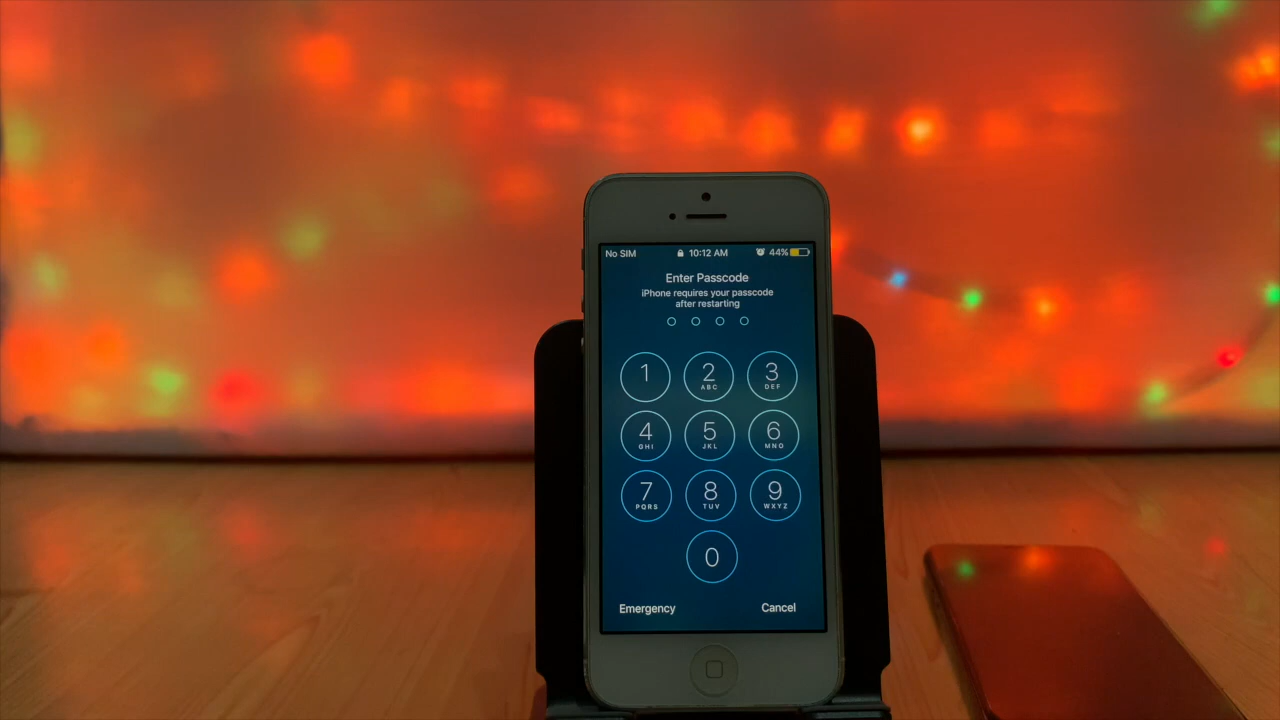 No SIM 10:12 AM 44%
Enter Passcode
iPhone requires your passcode
after restarting
1 2 3
ABC DEF
4 5 6
GHI JKL MNO
7 8 9
PQRS TUV WXYZ
0
Emergency Cancel